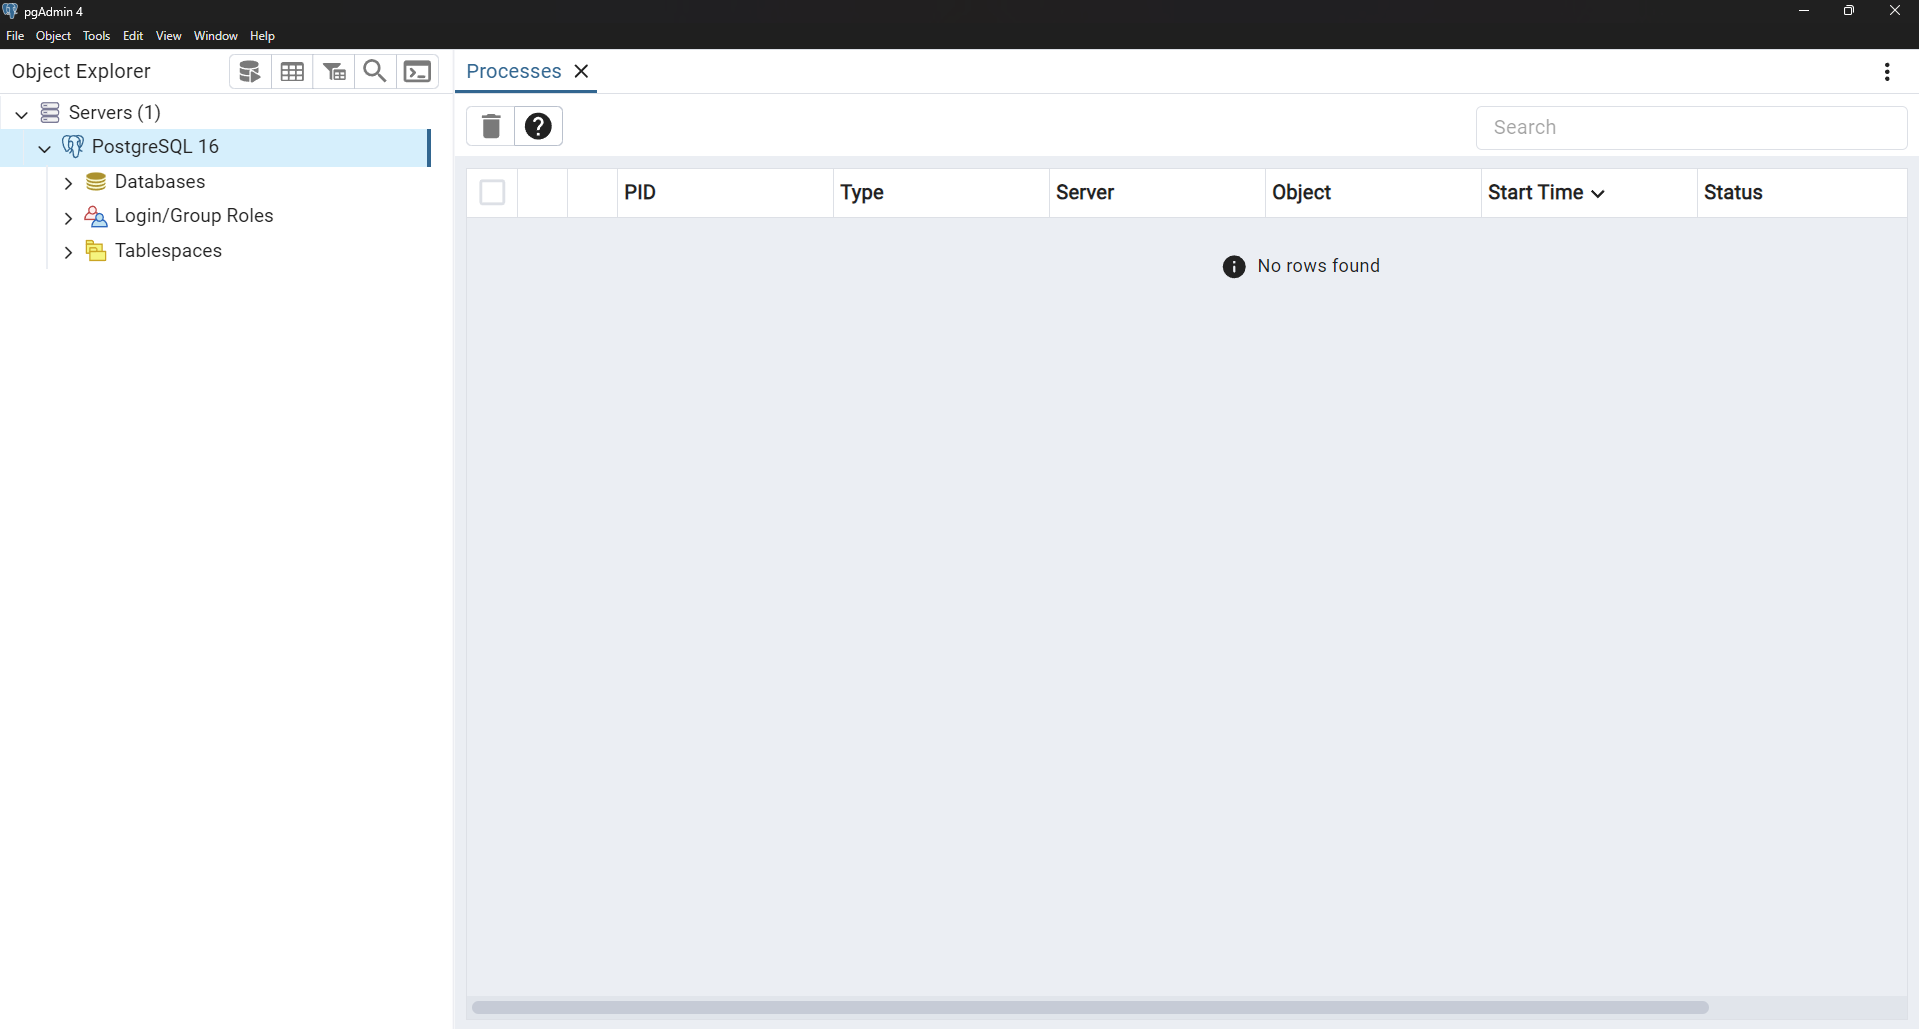 pgAdmin 4
File Object Tools Edit View Window Help
Object Explorer
Processes
Servers (1)
PostgreSQL 16
Databases
Login/Group Roles
Tablespaces
Search
PID Type Server Object Start Time Status
No rows found